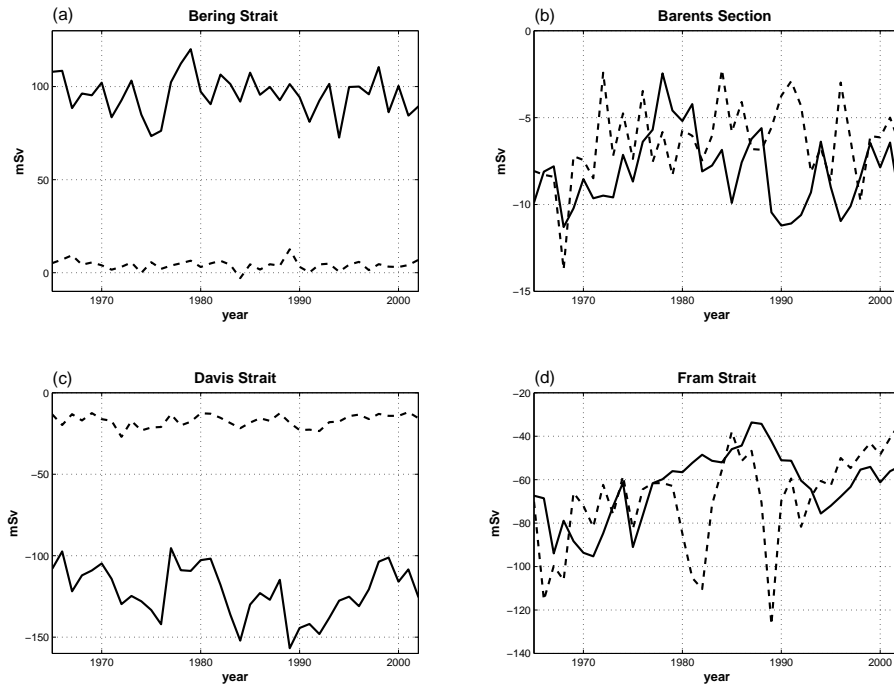 (a)
Bering Strait
100
50
0
mSv
1970
1980
1990
2000
year
(b)
Barents Section
0
−5
−10
−15
mSv
1970
1980
1990
2000
year
(c)
Davis Strait
0
−50
−100
−150
mSv
1970
1980
1990
2000
year
(d)
Fram Strait
−20
−40
−60
−80
−100
−120
−140
mSv
1970
1980
1990
2000
year